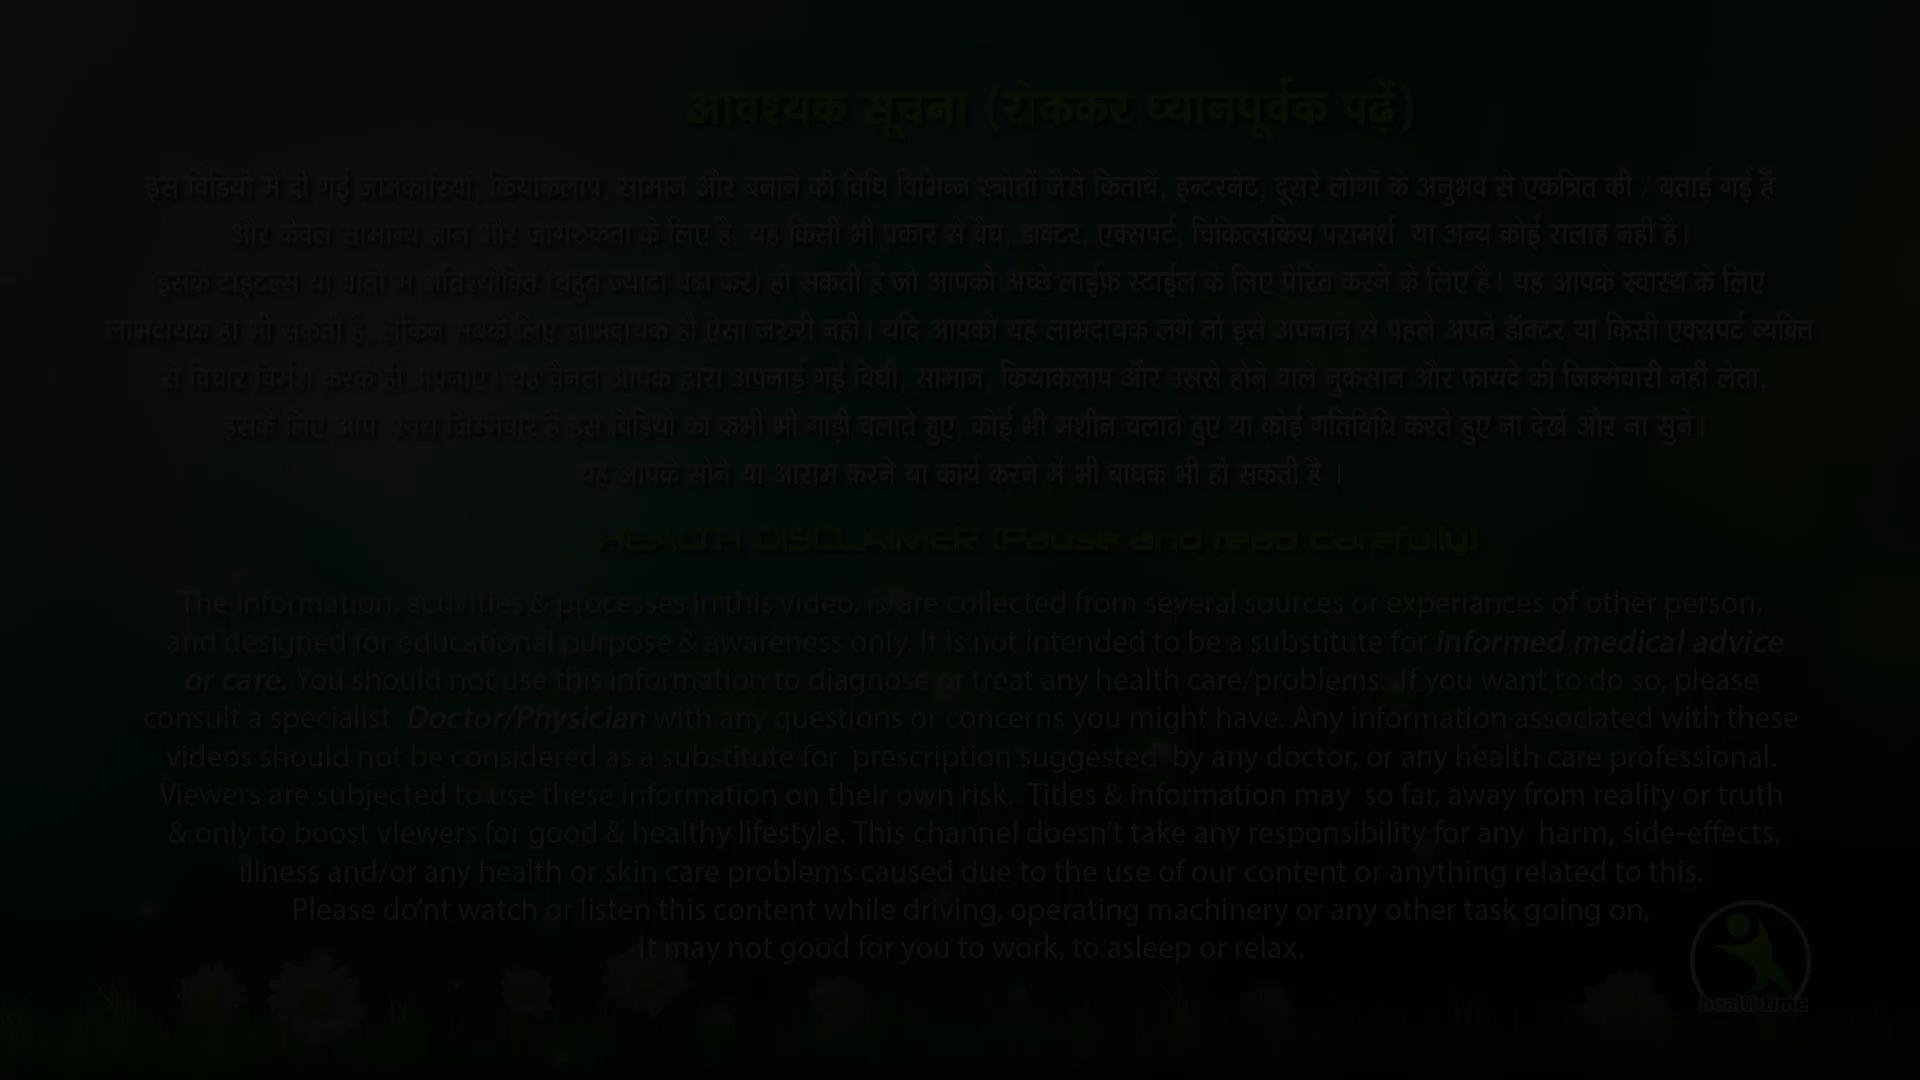 आवश्यक सूचना (रोककर ध्यानपूर्वक पढ़ें)
इस विडियो में दी गई जानकारियां, कियाकलाप, सामान और बनाने की विधि विभिन्न स्त्रोतों जैसे किताबें, इन्टरनेट, दूसरे लोगों के अनुभव से एकत्रित की / बताई गई हैं
और केवल सामान्य ज्ञान और जागरुकता के लिए है, यह किसी भी प्रकार से वैध, डाक्टर, एक्सपर्ट, चिकित्सकिय परामर्श या अन्य कोई सलाह नहीं है।
इसके टाइटल्स या बातों में अतिश्योक्ति (बहुत ज्यादा बढा कर) हो सकती है जो आपको अच्छे लाईफ स्टाईल के लिए प्रेरित करने के लिए है। यह आपके स्वास्थ के लिए
लाभदायक हो भी सकती है, लेकिन सबके लिए लाभदायक हो ऐसा जरुरी नहीं। यदि आपको यह लाभदायक लगे तो इसे अपनाने से पहले अपने डॅाक्टर या किसी एक्सपर्ट व्यक्ति
से विचार विमर्श करके ही अपनाए। यह चैनल आपके द्वारा अपनाई गई विधी, सामान, कियाकलाप और उससे होने वाले नुकसान और फायदे की जिम्मेवारी नहीं लेता,
इसके लिए आप स्वयं जिम्मेवार है इस विडियो को कभी भी गाड़ी चलाते हुए, कोई भी मशीन चलाते हुए या कोई गतिबिधि करते हुए ना देखें और ना सुने।
यह आपके सोने या आराम करने या कार्य करने में भी बाधक भी हो सकती है ।
HEALTH DISCLAIMER (Pause and read carefully)
The information, activities & processes in this video, is/are collected from several sources or experiances of other person,
and designed for educational purpose & awareness only. It is not intended to be a substitute for informed medical advice
or care. You should not use this information to diagnose or treat any health care/problems. If you want to do so, please
consult a specialist Doctor/Physician with any questions or concerns you might have. Any information associated with these
videos should not be considered as a substitute for prescription suggested by any doctor, or any health care professional.
Viewers are subjected to use these information on their own risk. Titles & information may so far, away from reality or truth
& only to boost viewers for good & healthy lifestyle. This channel doesn't take any responsibility for any harm, side-effects,
illness and/or any health or skin care problems caused due to the use of our content or anything related to this.
Please do'nt watch or listen this content while driving, operating machinery or any other task going on,
It may not good for you to work, to asleep or relax.
healthtime